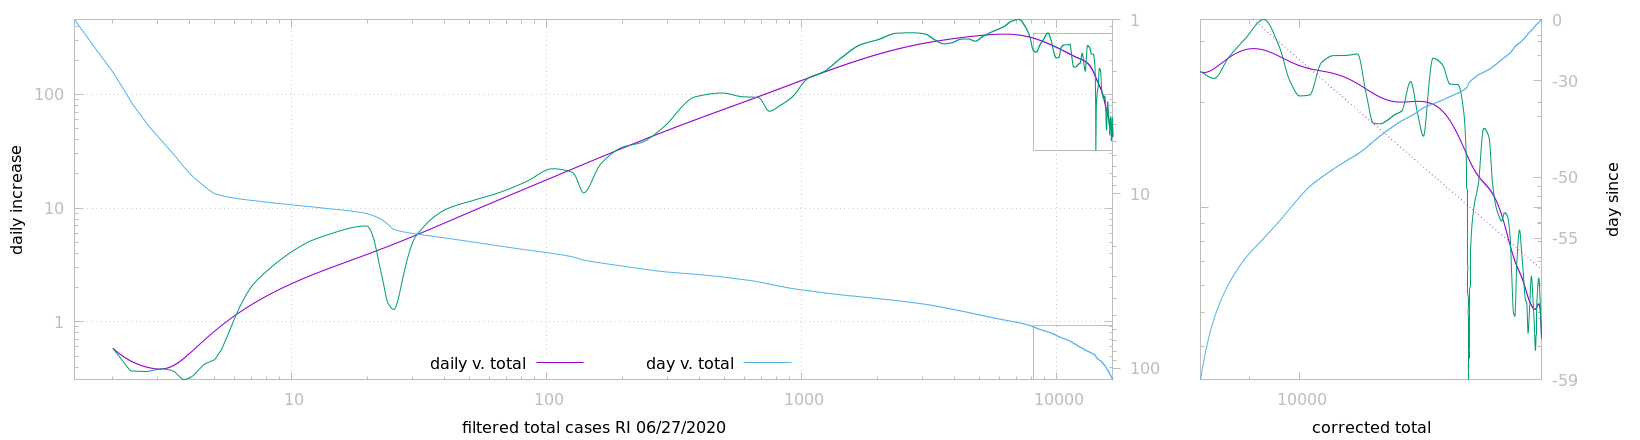 daily increase
100
10
1
10
100
1000
10000
filtered total cases RI 06/27/2020
daily v. total
day v. total
1
10
100
10000
corrected total
0
-30
-50
-55
-59
day since